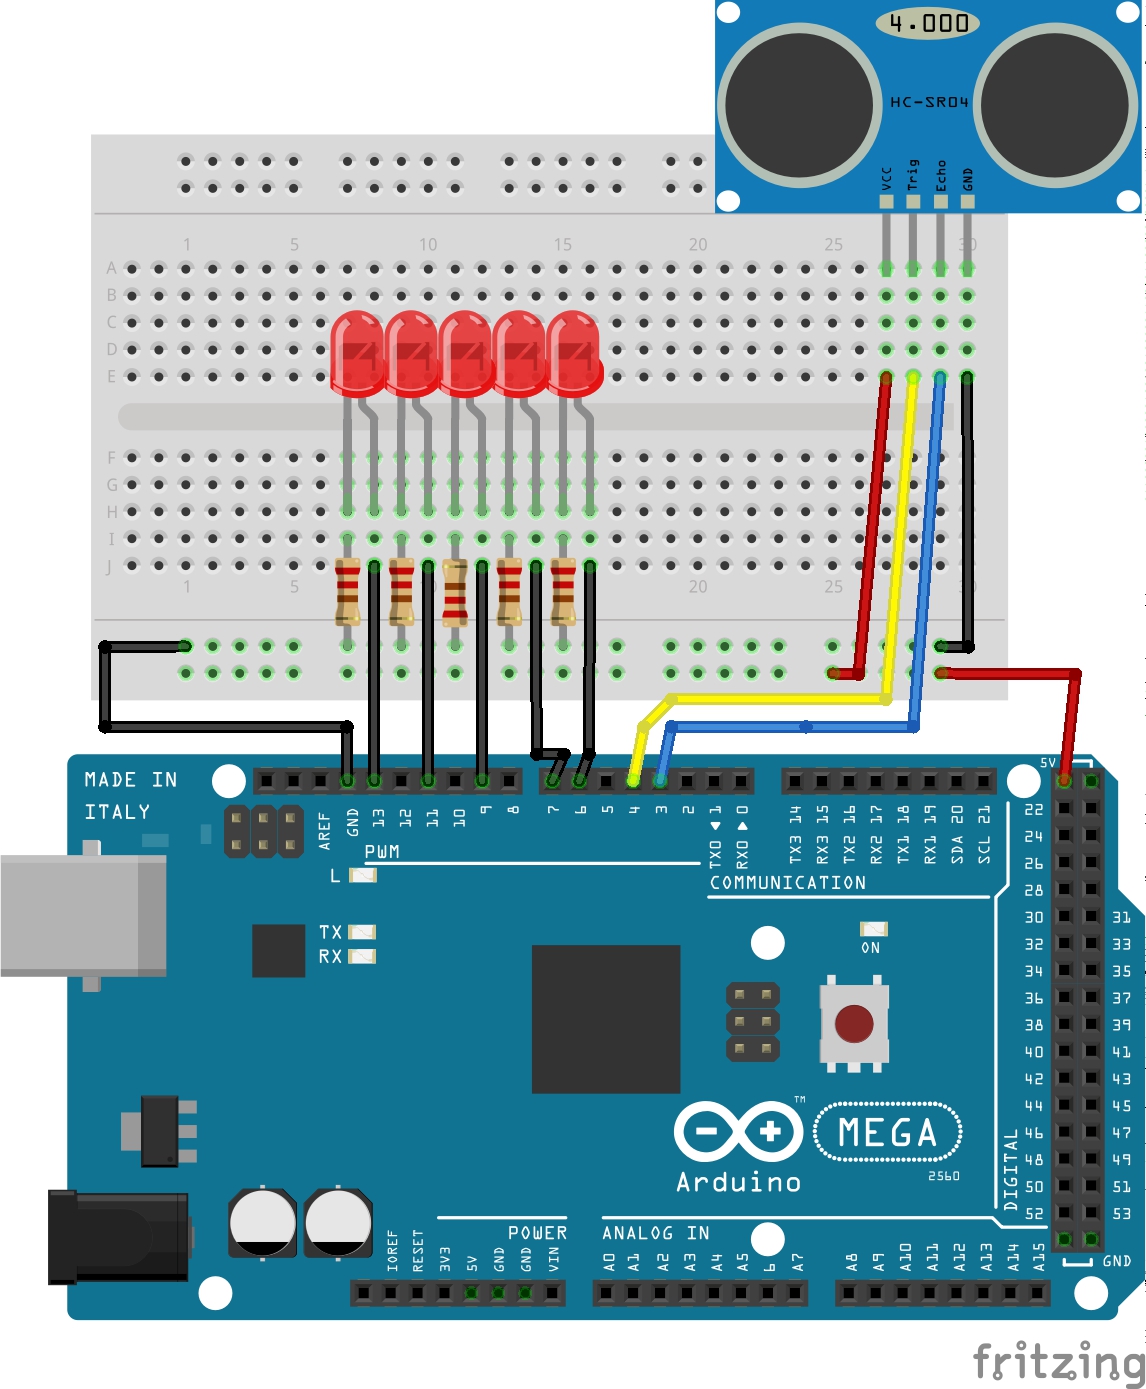 4.000
HC-SR04
VCC
Trig
Echo
GND
1 5 10 15 20 25 30
A
B
C
D
E
F
G
H
I
J
1 5 20 25 30
MADE IN
ITALY
5V
AREF
GND
13
12
11
10
9
8
7
6
5
4
3
2
TX0 1
RX0 0
TX3 14
RX3 15
TX2 16
RX2 17
TX1 18
RX1 19
SDA 20
SCL 21
PWM
COMMUNICATION
L
TX
RX
ON
22
24
26
28
30 31
32 33
34 35
36 37
38 39
40 41
42 43
44 45
46 47
48 49
50 51
52 53
DIGITAL
GND
MEGA
TM
Arduino
2560
POWER
ANALOG IN
IOREF
RESET
3V3
5V
GND
GND
VIN
A0
A1
A2
A3
A4
A5
6
A7
A8
A9
A10
A11
A12
A13
A14
A15
fritzing